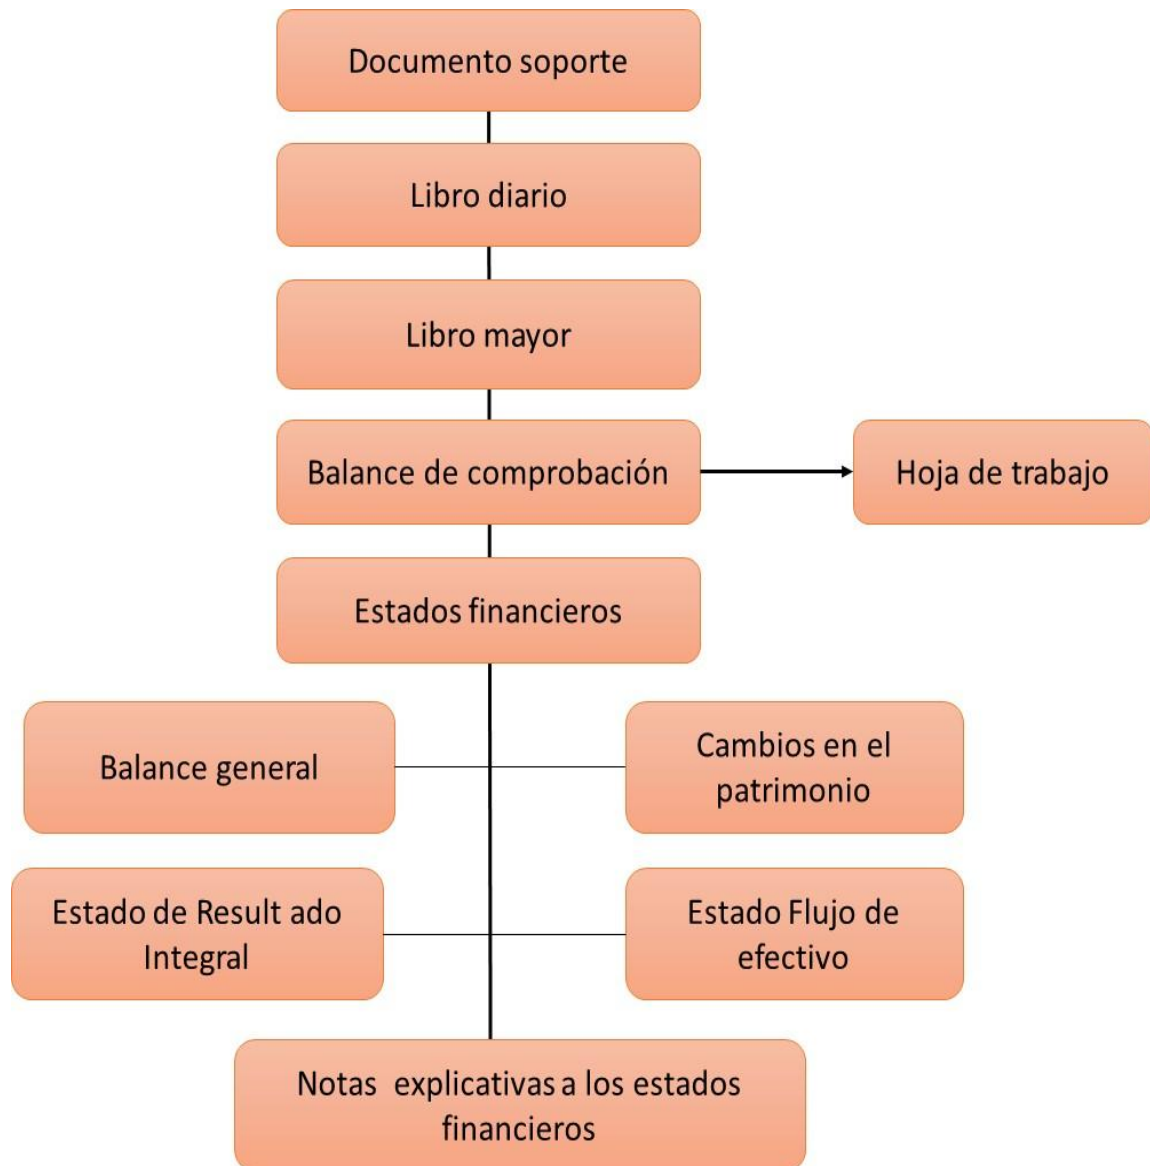 Documento soporte
Libro diario
Libro mayor
Balance de comprobación
Hoja de trabajo
Estados financieros
Balance general
Cambios en el
patrimonio
Estado de Result ado
Integral
Estado Flujo de
efectivo
Notas explicativas a los estados
financieros